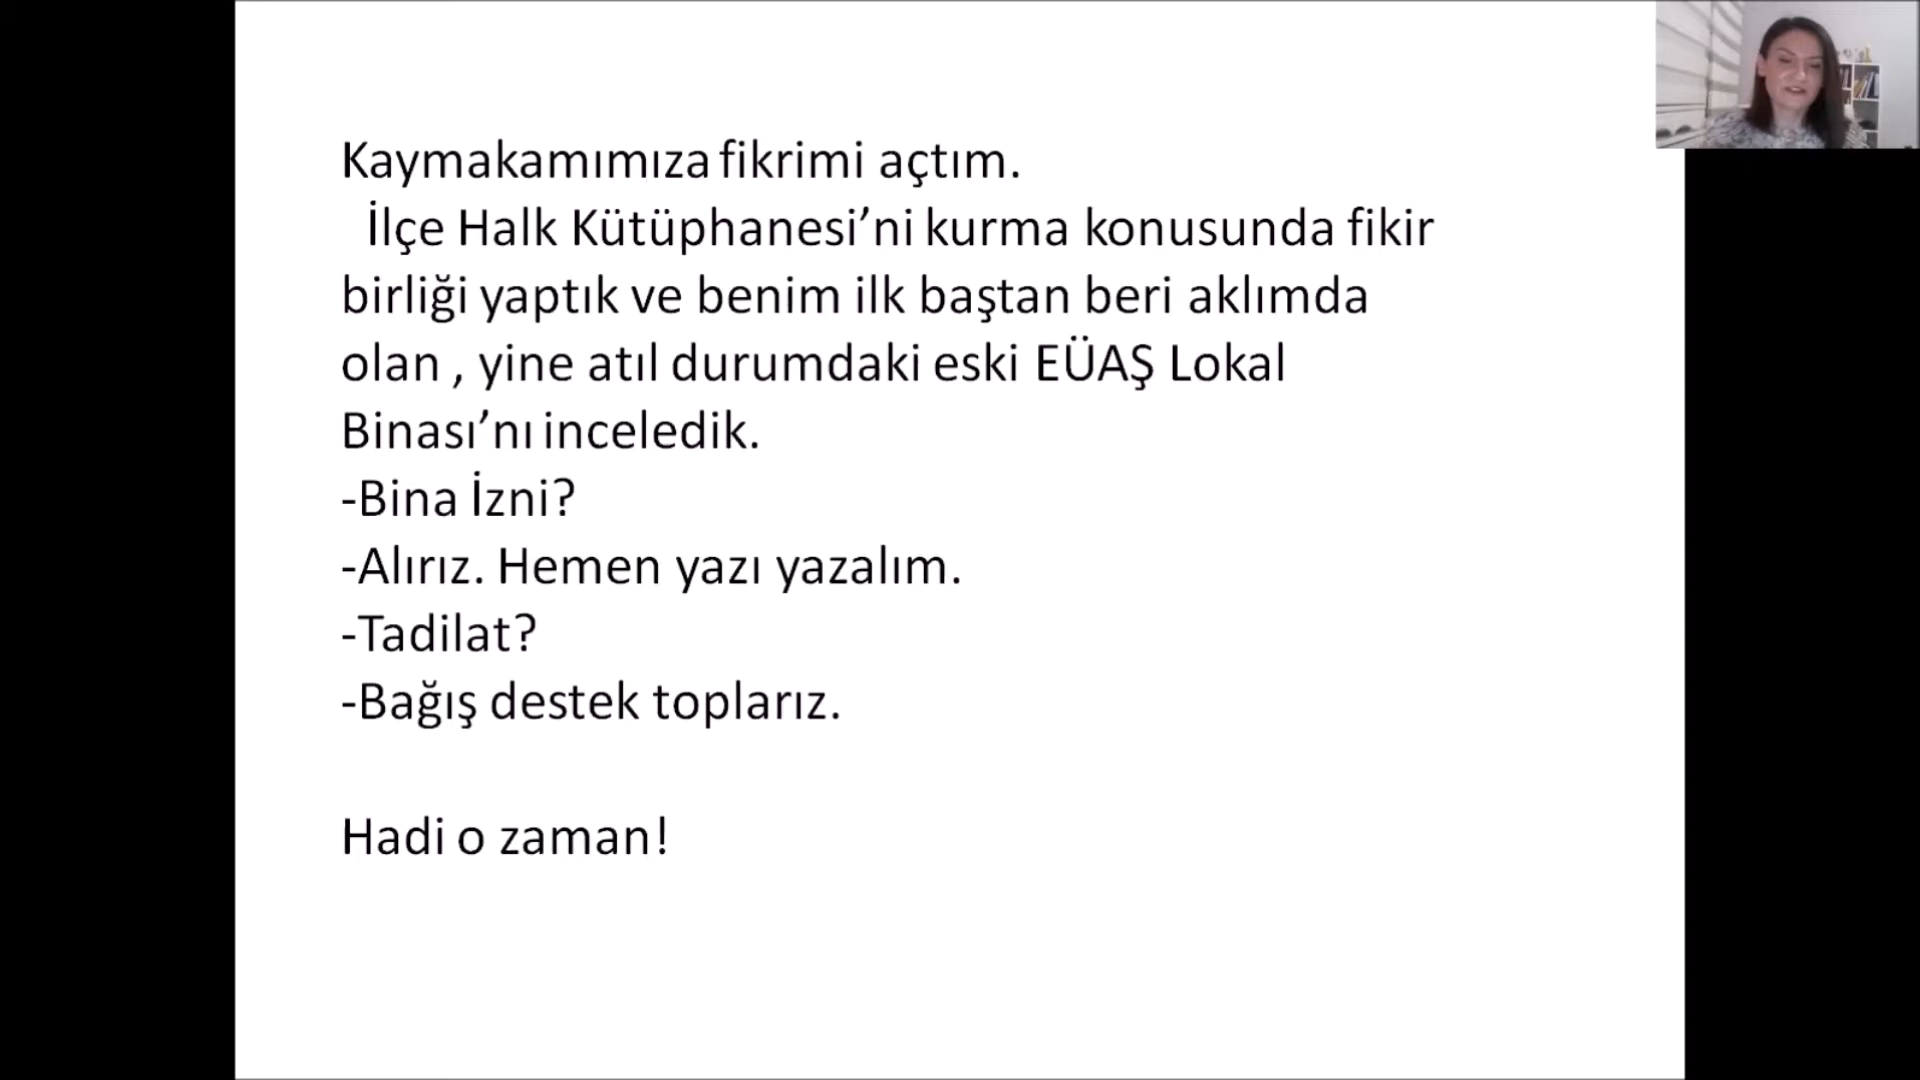 Kaymakamımıza fikrimi açtım.
İlçe Halk Kütüphanesi’ni kurma konusunda fikir
birliği yaptık ve benim ilk baştan beri aklımda
olan , yine atıl durumdaki eski EÜAŞ Lokal
Binası’nı inceledik.
-Bina İzni?
-Alırız. Hemen yazı yazalım.
-Tadilat?
-Bağış destek toplarız.
Hadi o zaman!